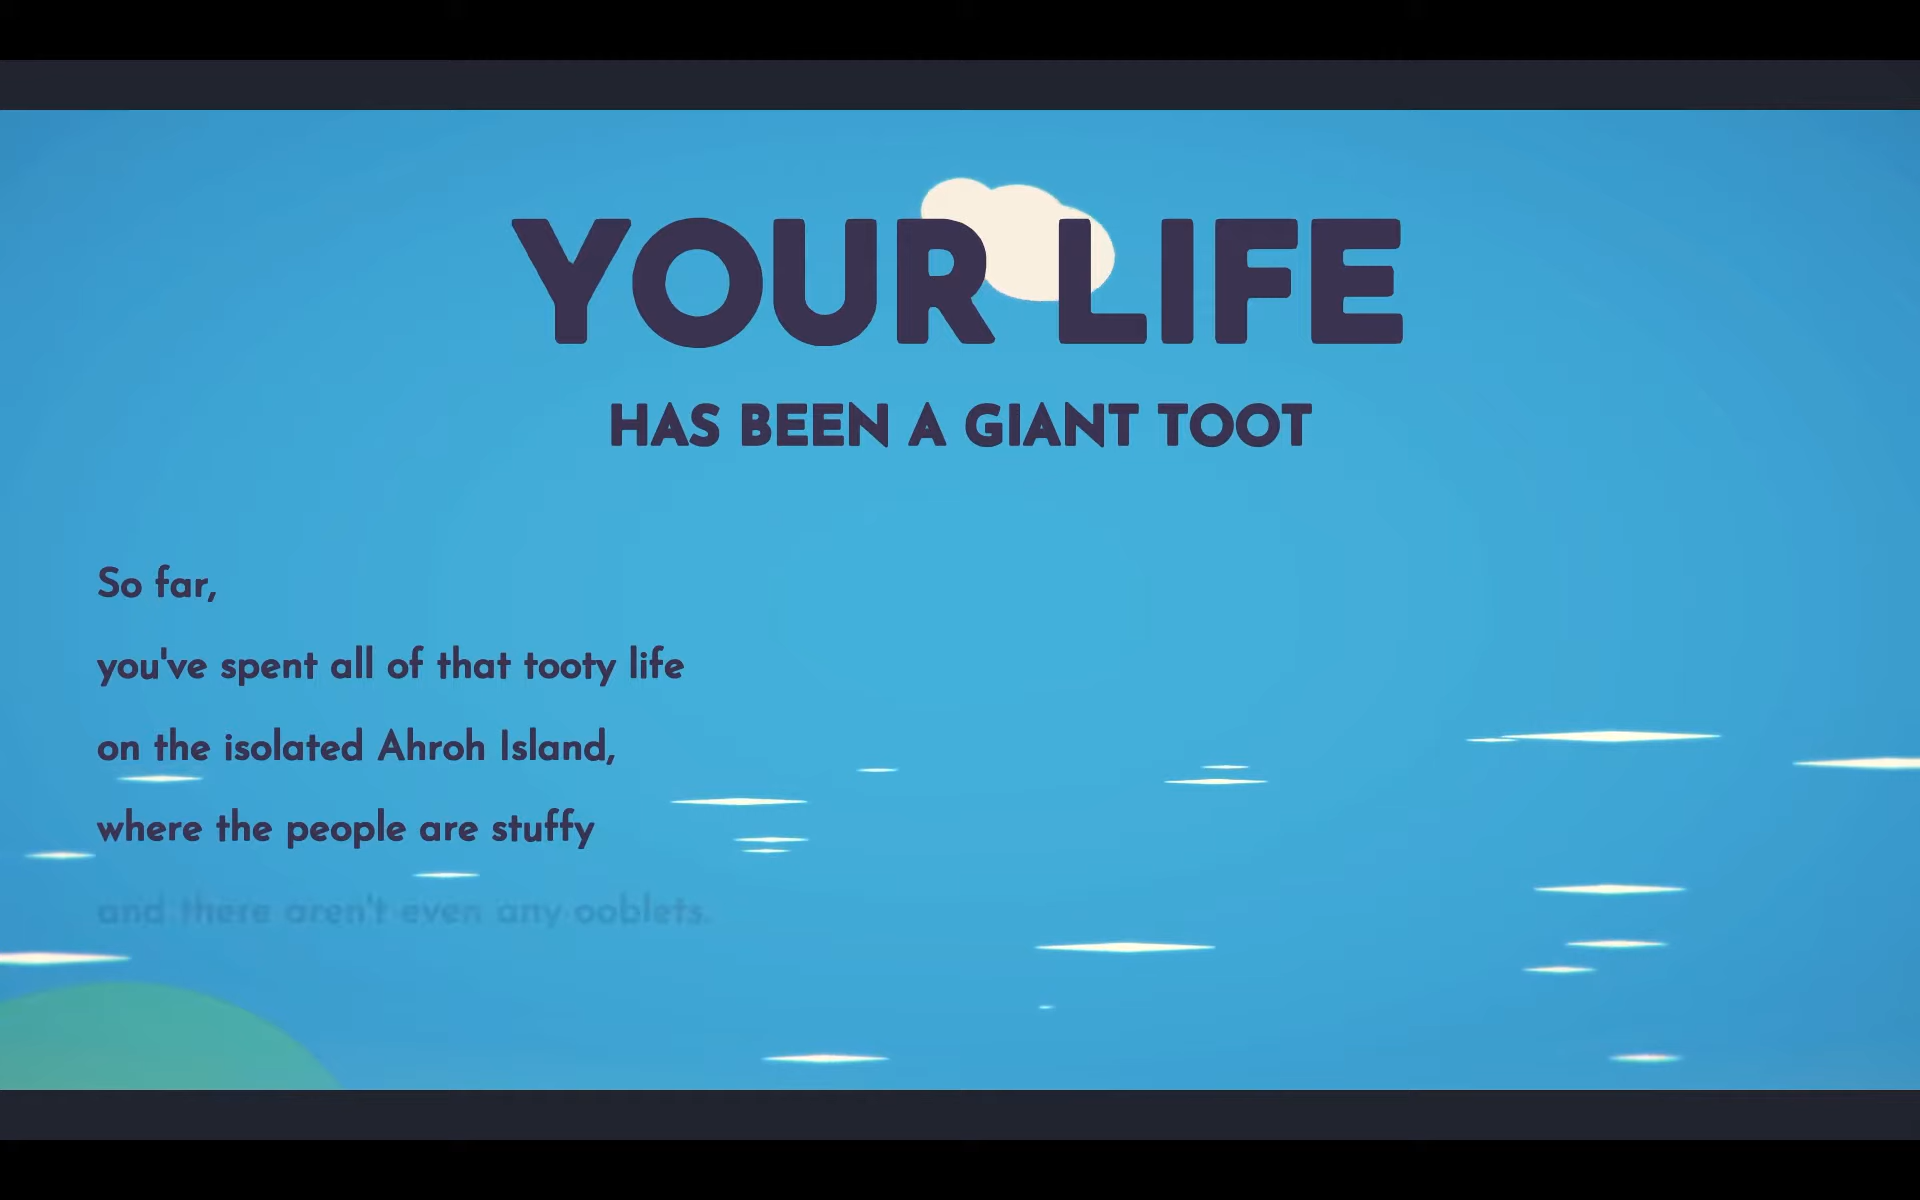 YOUR LIFE
HAS BEEN A GIANT TOOT
So far,
you've spent all of that tooty life
on the isolated Ahroh Island,
where the people are stuffy
and there aren't even any ooblets.